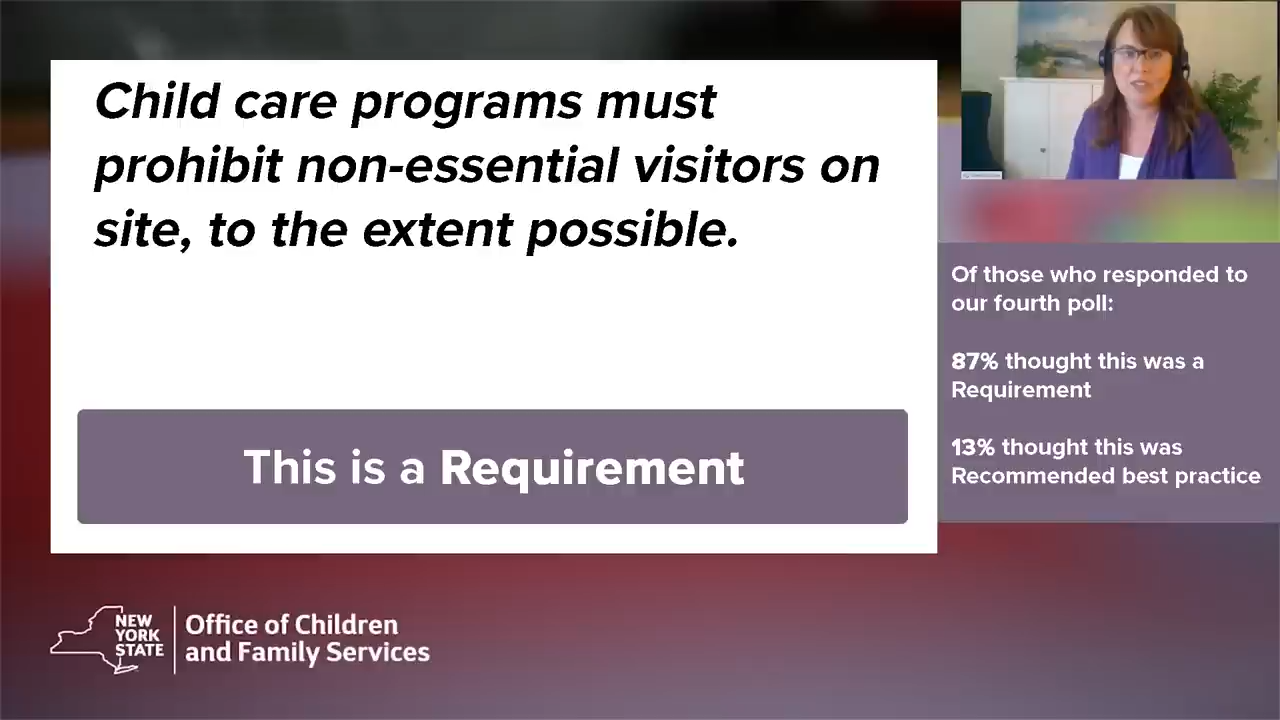 Child care programs must
prohibit non-essential visitors on
site, to the extent possible.
This is a Requirement
Of those who responded to
our fourth poll:
87% thought this was a
Requirement
13% thought this was
Recommended best practice
NEW
YORK
STATE
Office of Children
and Family Services